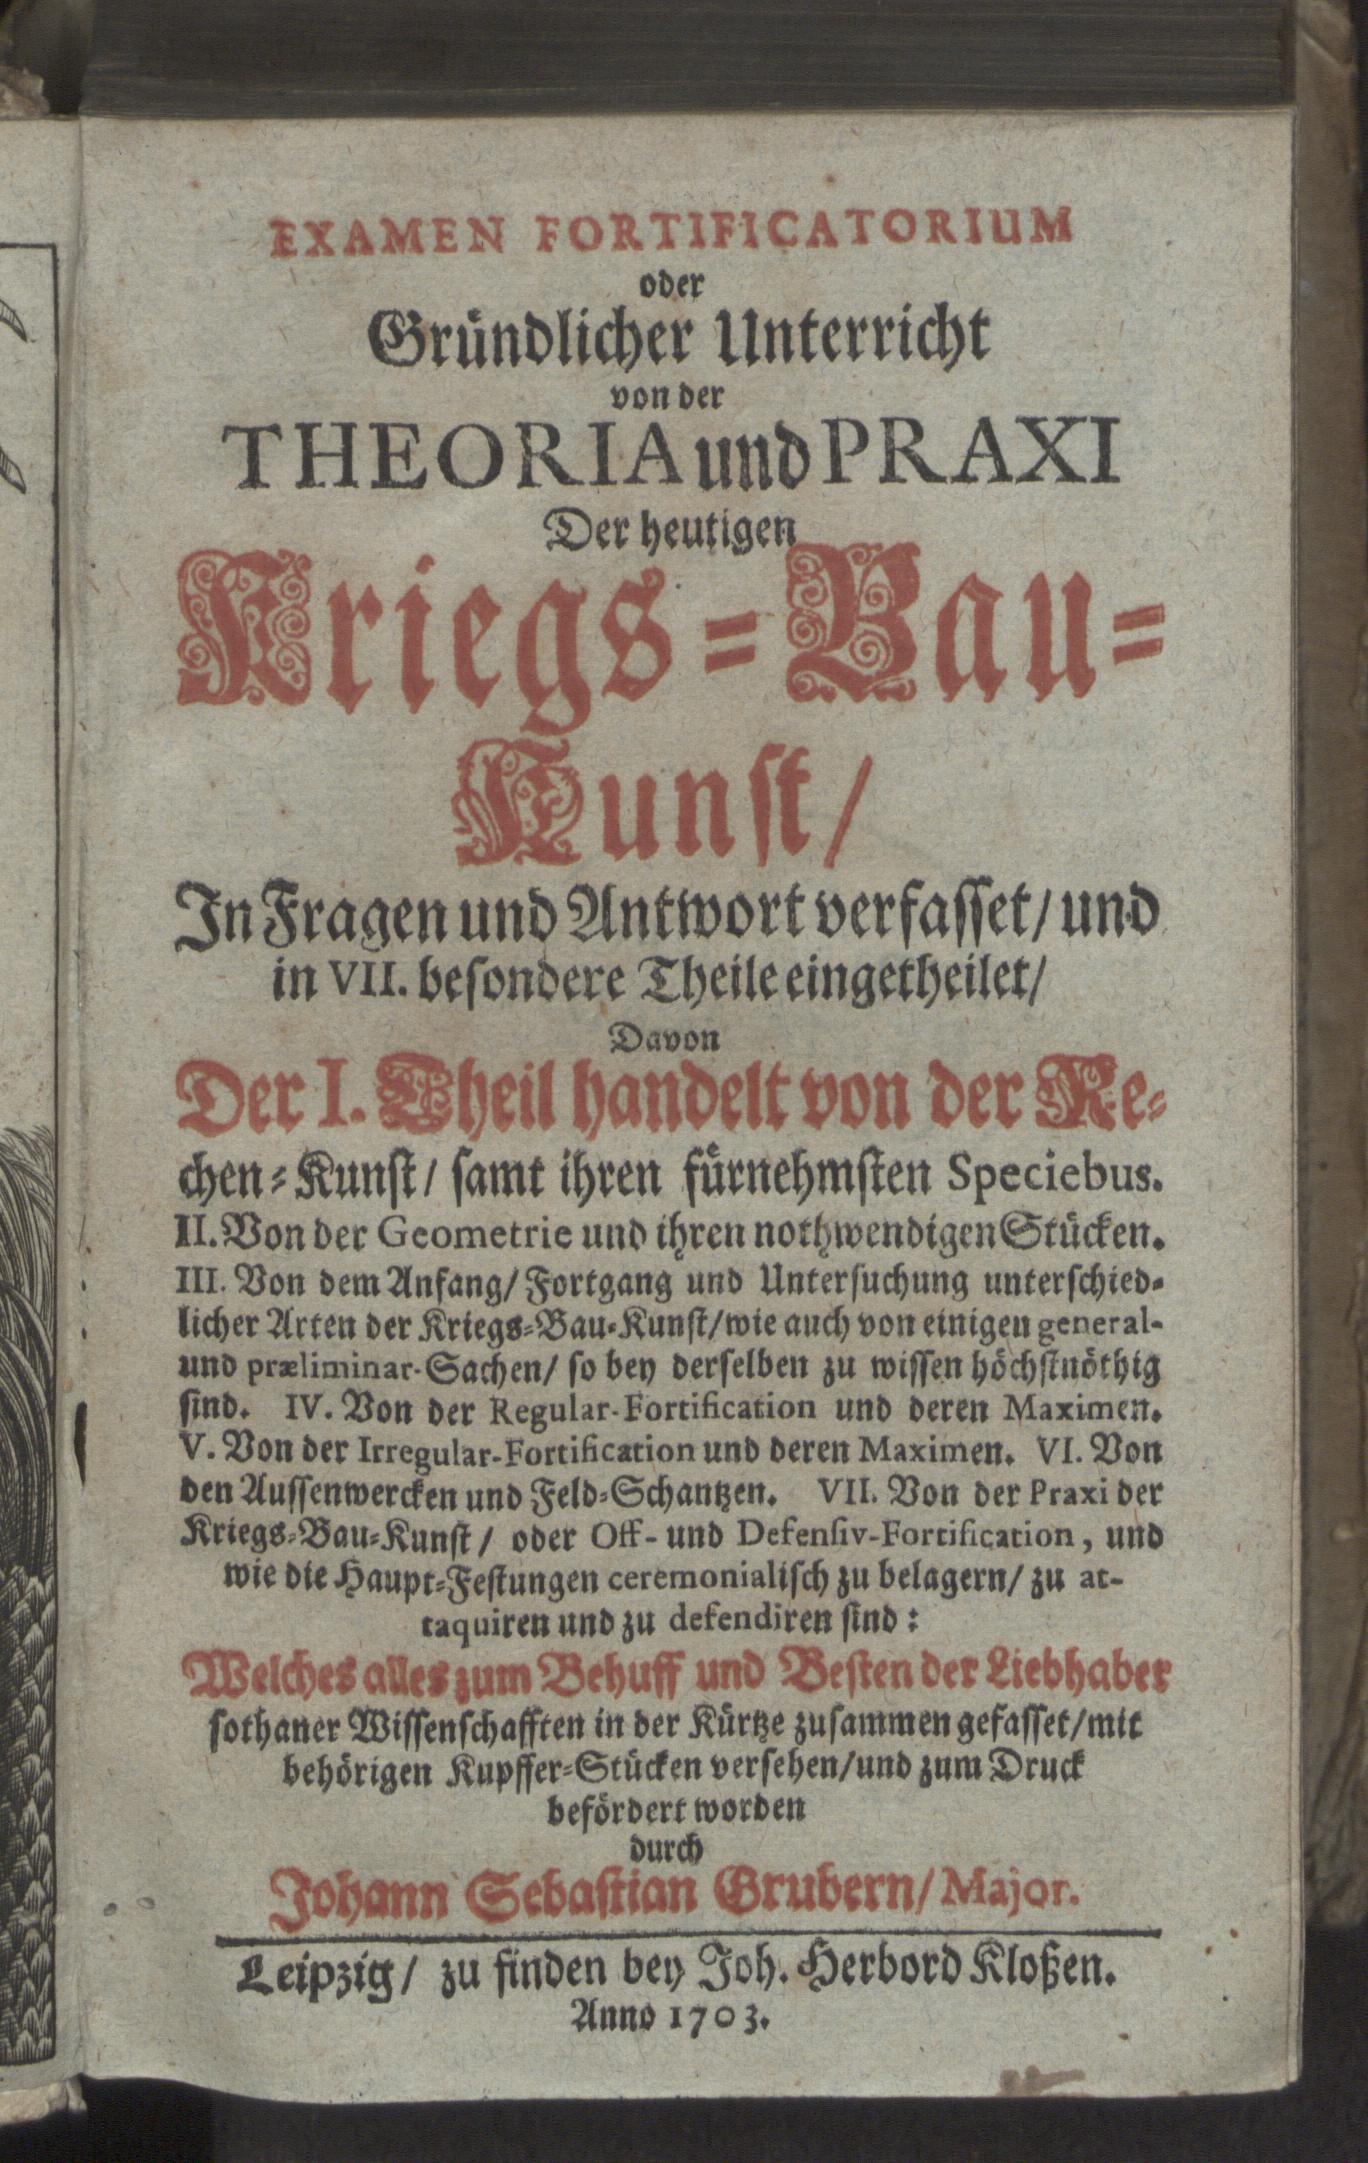 EXAMEN FORTIFICATORIUM
oder
Gründlicher Unterricht
von der
THEORIA und PRAXI
Der heutigen
Kriegs-Bau-
Kunst/
In Fragen und Antwort verfasset/ und
in VII. besondere Theile eingetheilet/
Davon
Der I. Theil handelt von der Re-
chen-Kunst/ samt ihren fürnehmsten Speciebus.
II. Von der Geometrie und ihren nothwendigen Stücken.
III. Von dem Anfang/ Fortgang und Untersuchung unterschied-
licher Arten der Kriegs-Bau-Kunst/ wie auch von einigen general-
und præliminar-Sachen/ so bey derselben zu wissen höchstnöthig
sind. IV. Von der Regular-Fortification und deren Maximen.
V. Von der Irregular-Fortification und deren Maximen. VI. Von
den Aussenwercken und Feld-Schantzen. VII. Von der Praxi der
Kriegs-Bau-Kunst/ oder Off- und Defensiv-Fortification, und
wie die Haupt-Festungen ceremonialisch zu belagern/ zu at-
taquiren und zu defendiren sind:
Welches alles zum Behuff und Besten der Liebhaber
sothaner Wissenschafften in der Kürtze zusammen gefasset/ mit
behörigen Kupffer-Stücken versehen/ und zum Druck
befördert worden
durch
Johann Sebastian Grubern/ Major.
Leipzig/ zu finden bey Joh. Herbord Kloßen.
Anno 1703.